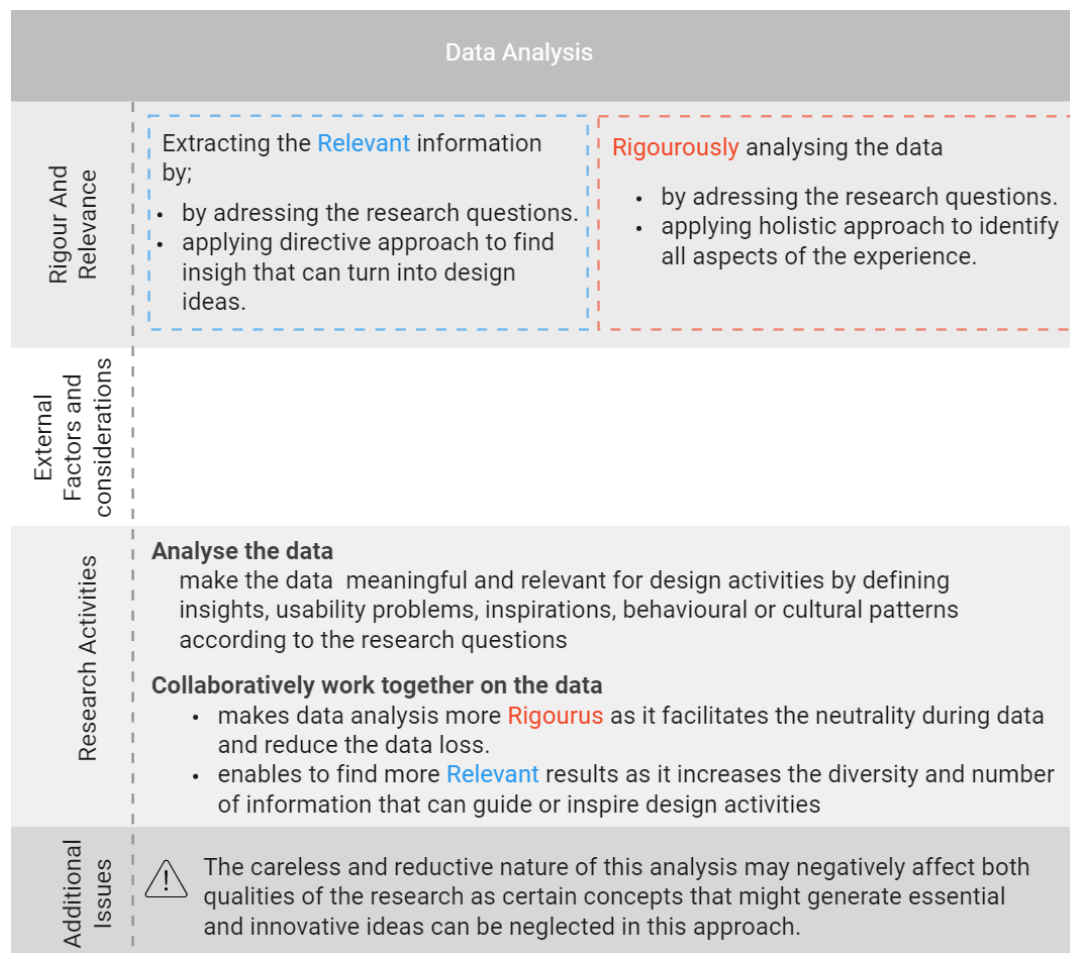 Data Analysis
Rigour And
Relevance
Extracting the Relevant information
by;
• by adressing the research questions.
• applying directive approach to find
insigh that can turn into design
ideas.
Rigourously analysing the data
• by adressing the research questions.
• applying holistic approach to identify
all aspects of the experience.
External
Factors and
considerations
Research Activities
Analyse the data
make the data meaningful and relevant for design activities by defining
insights, usability problems, inspirations, behavioural or cultural patterns
according to the research questions
Collaboratively work together on the data
• makes data analysis more Rigourus as it facilitates the neutrality during data
and reduce the data loss.
• enables to find more Relevant results as it increases the diversity and number
of information that can guide or inspire design activities
Additional
Issues
The careless and reductive nature of this analysis may negatively affect both
qualities of the research as certain concepts that might generate essential
and innovative ideas can be neglected in this approach.